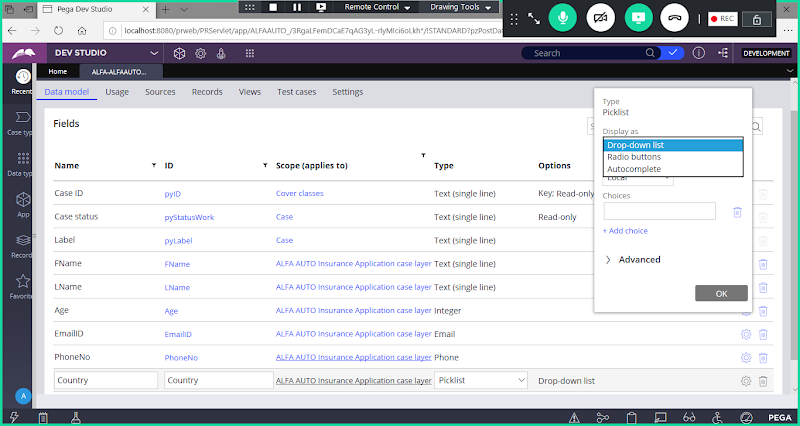 Pega Dev Studio
Remote Control
Drawing Tools
REC
localhost:8080/prweb/PRServlet/app/ALFAAUTO_/3RgaLFemDCaE7qAG3yL-rlyMIci6oLkh*/!STANDARD?pzPostDat
DEV STUDIO
Search
DEVELOPMENT
Recent
Home
ALFA-ALFAAUTO...
Data model
Usage
Sources
Records
Views
Test cases
Settings
Case typ
Data typ
App
Record
Favorit
A
Fields
Name
ID
Scope (applies to)
Type
Options
Case ID
pyID
Cover classes
Text (single line)
Key: Read-only
Case status
pyStatusWork
Case
Text (single line)
Read-only
Label
pyLabel
Case
Text (single line)
FName
FName
ALFA AUTO Insurance Application case layer
Text (single line)
LName
LName
ALFA AUTO Insurance Application case layer
Text (single line)
Age
Age
ALFA AUTO Insurance Application case layer
Integer
EmailID
EmailID
ALFA AUTO Insurance Application case layer
Email
PhoneNo
PhoneNo
ALFA AUTO Insurance Application case layer
Phone
Country
Country
ALFA AUTO Insurance Application case layer
Picklist
Drop-down list
Type
Picklist
Display as
Drop-down list
Radio buttons
Autocomplete
Local
Choices
+ Add choice
Advanced
OK
PEGA